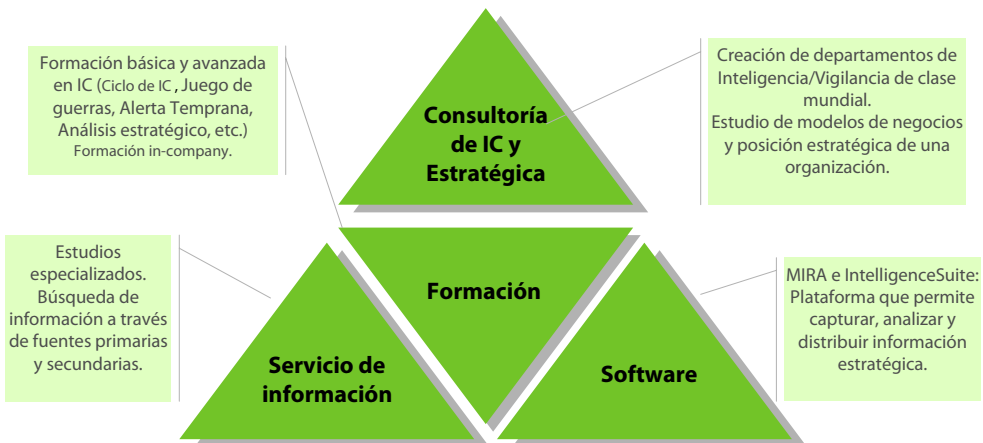 Formación básica y avanzada
en IC (Ciclo de IC , Juego de
guerras, Alerta Temprana,
Análisis estratégico, etc.)
Formación in-company.
Consultoría
de IC y
Estratégica
Creación de departamentos de
Inteligencia/Vigilancia de clase
mundial.
Estudio de modelos de negocios
y posición estratégica de una
organización.
Estudios
especializados.
Búsqueda de
información a través
de fuentes primarias
y secundarias.
Formación
Servicio de
información
Software
MIRA e IntelligenceSuite:
Plataforma que permite
capturar, analizar y
distribuir información
estratégica.